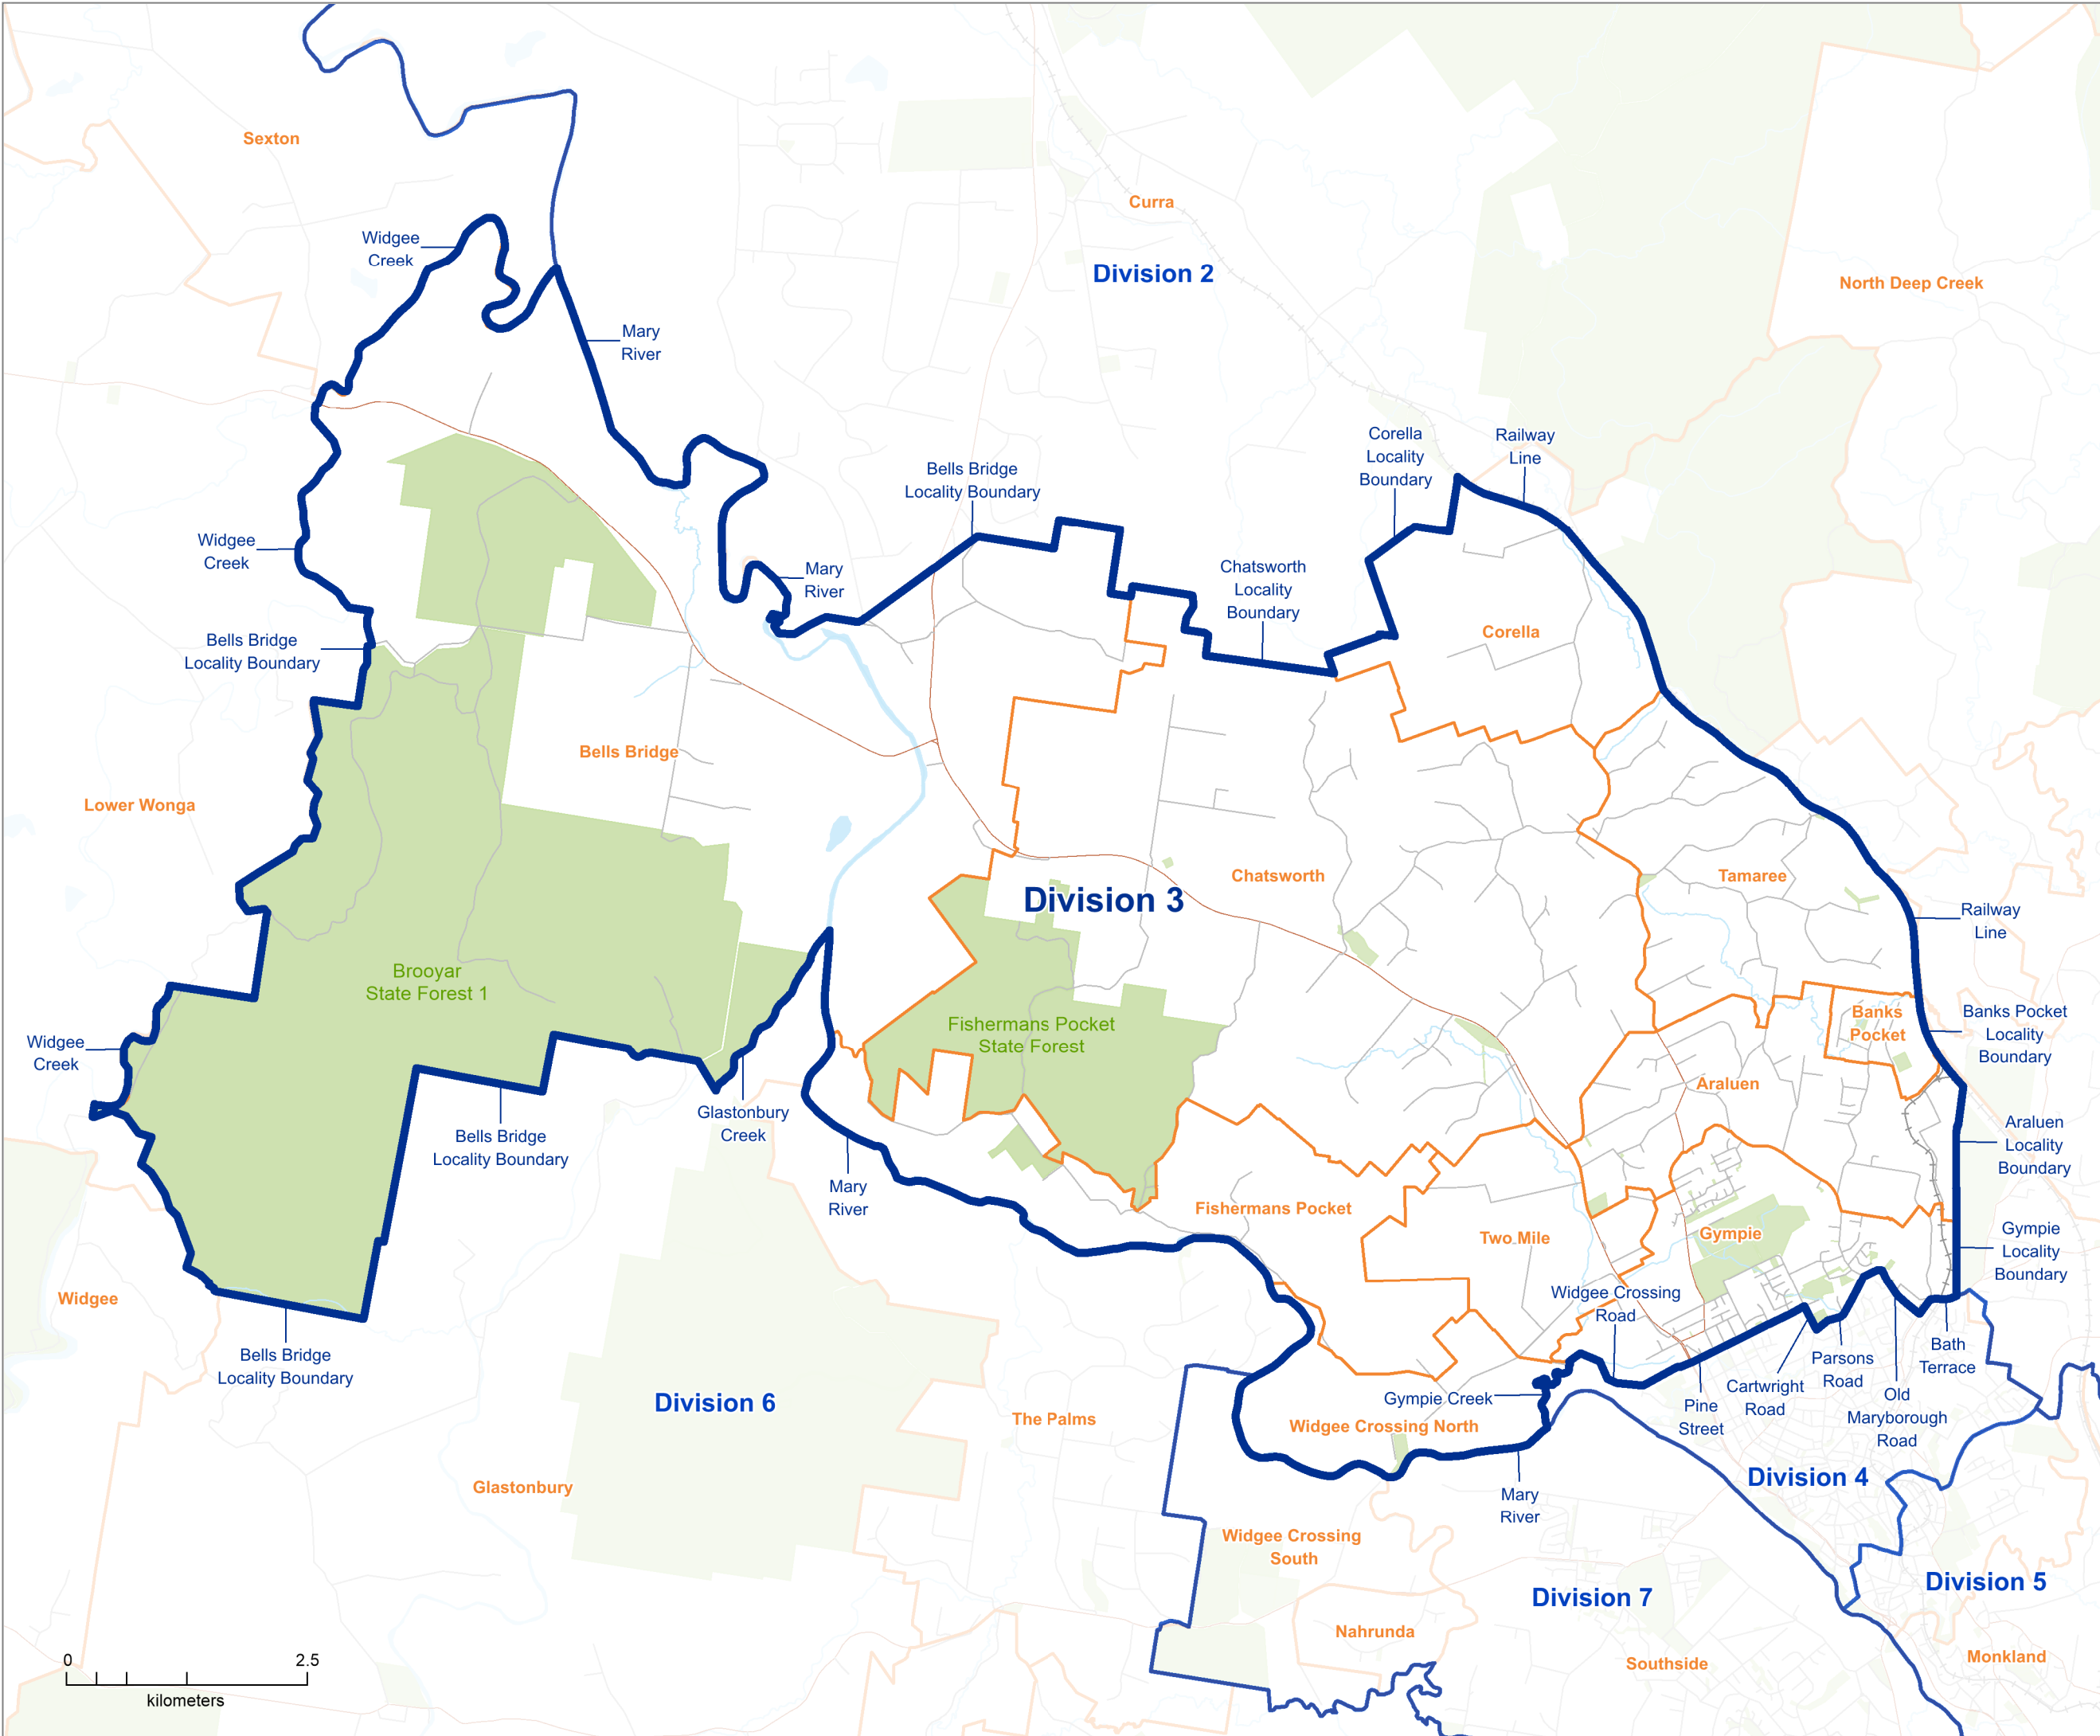 Sexton
Curra
Widgee
Creek
Division 2
North Deep Creek
Mary
River
Corella
Locality
Boundary
Railway
Line
Bells Bridge
Locality Boundary
Widgee
Creek
Mary
River
Chatsworth
Locality
Boundary
Corella
Bells Bridge
Locality Boundary
Bells Bridge
Lower Wonga
Chatsworth
Tamaree
Division 3
Railway
Line
Brooyar
State Forest 1
Fishermans Pocket
State Forest
Banks
Pocket
Banks Pocket
Locality
Boundary
Widgee
Creek
Araluen
Glastonbury
Creek
Bells Bridge
Locality Boundary
Araluen
Locality
Boundary
Mary
River
Fishermans Pocket
Two Mile
Gympie
Gympie
Locality
Boundary
Widgee
Widgee Crossing
Road
Bells Bridge
Locality Boundary
Bath
Terrace
Parsons
Road
Cartwright
Road
Old
Maryborough
Road
Pine
Street
Division 6
Gympie Creek
The Palms
Widgee Crossing North
Division 4
Glastonbury
Mary
River
Widgee Crossing
South
Division 7
Division 5
Nahrunda
Southside
Monkland
0 2.5
kilometers